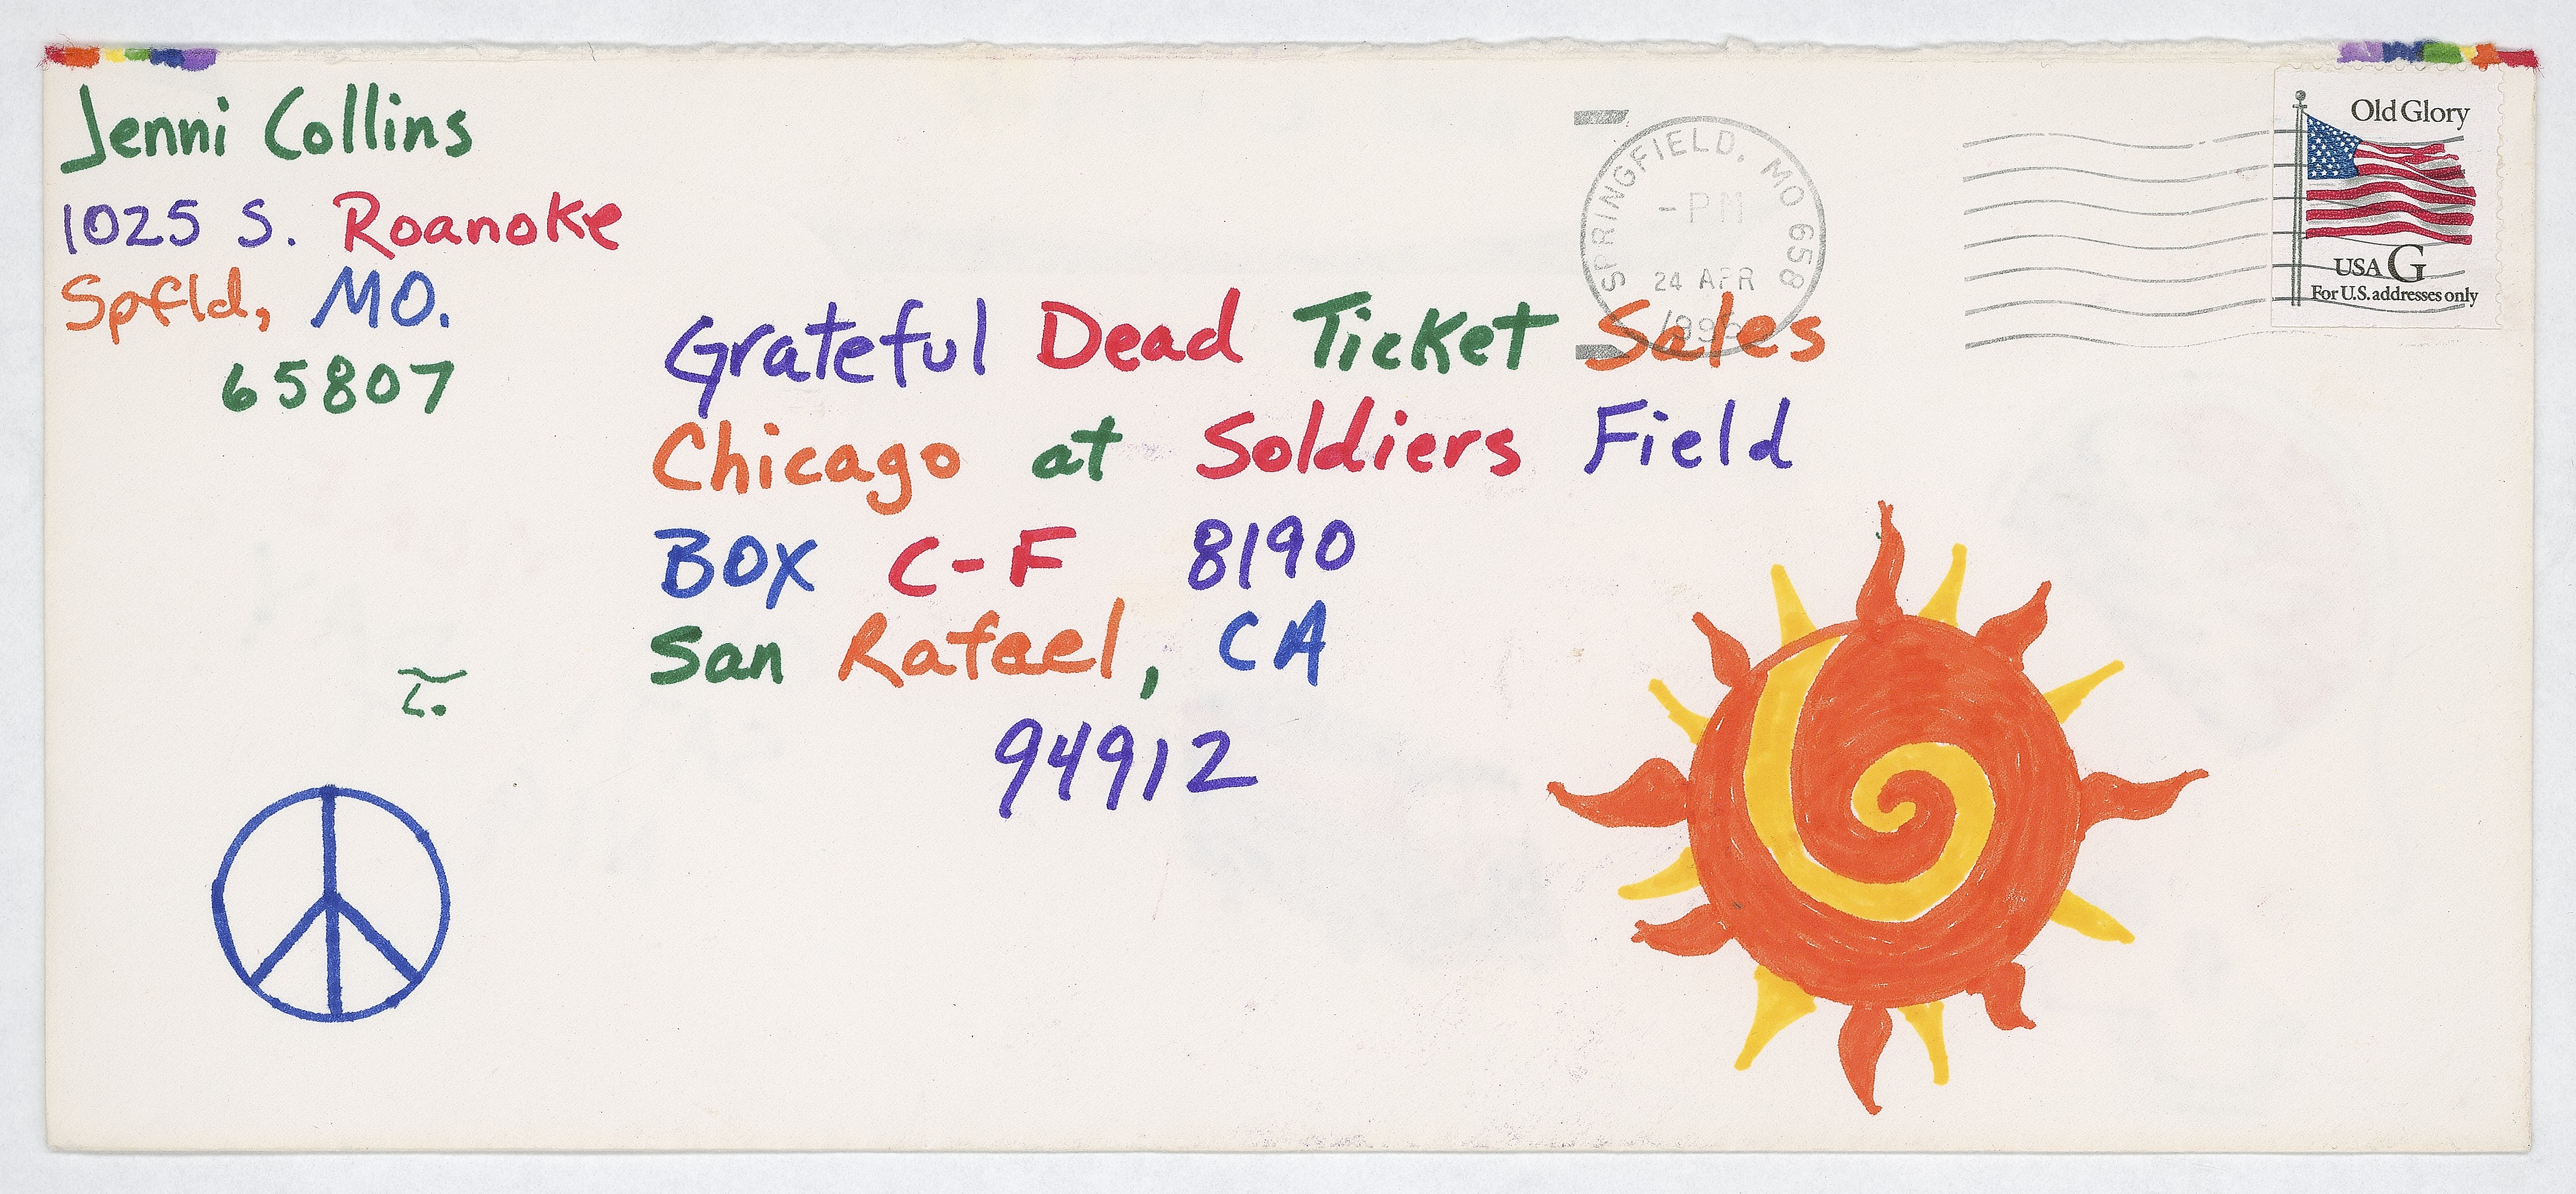 Jenni Collins
1025 S. Roanoke
Spfld, MO.
65807
SPRINGFIELD, MO 658
-PM
24 APR
Old Glory
USA G
For U.S. addresses only
Grateful Dead Ticket Sales
Chicago at Soldiers Field
BOX C-F 8190
San Rafael, CA
94912